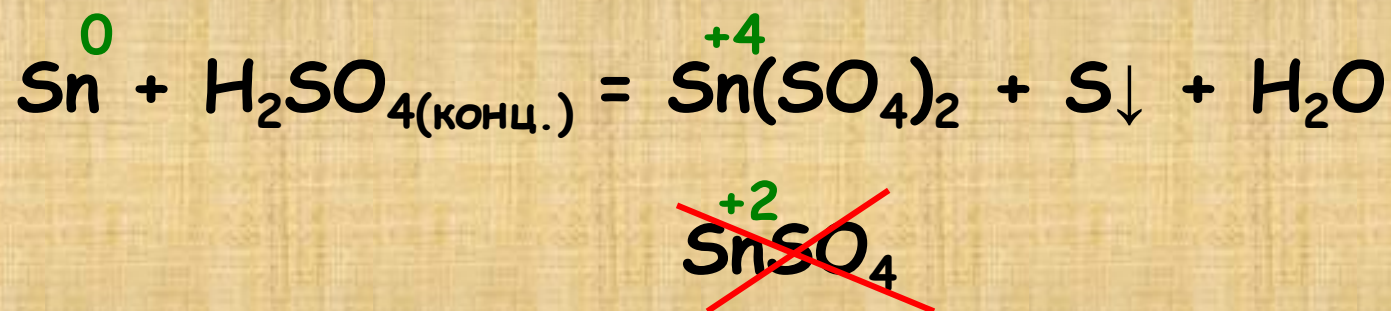 0 +4
Sn + H₂SO₄₍конц.₎ = Sn(SO₄)₂ + S↓ + H₂O
+2
SnSO₄